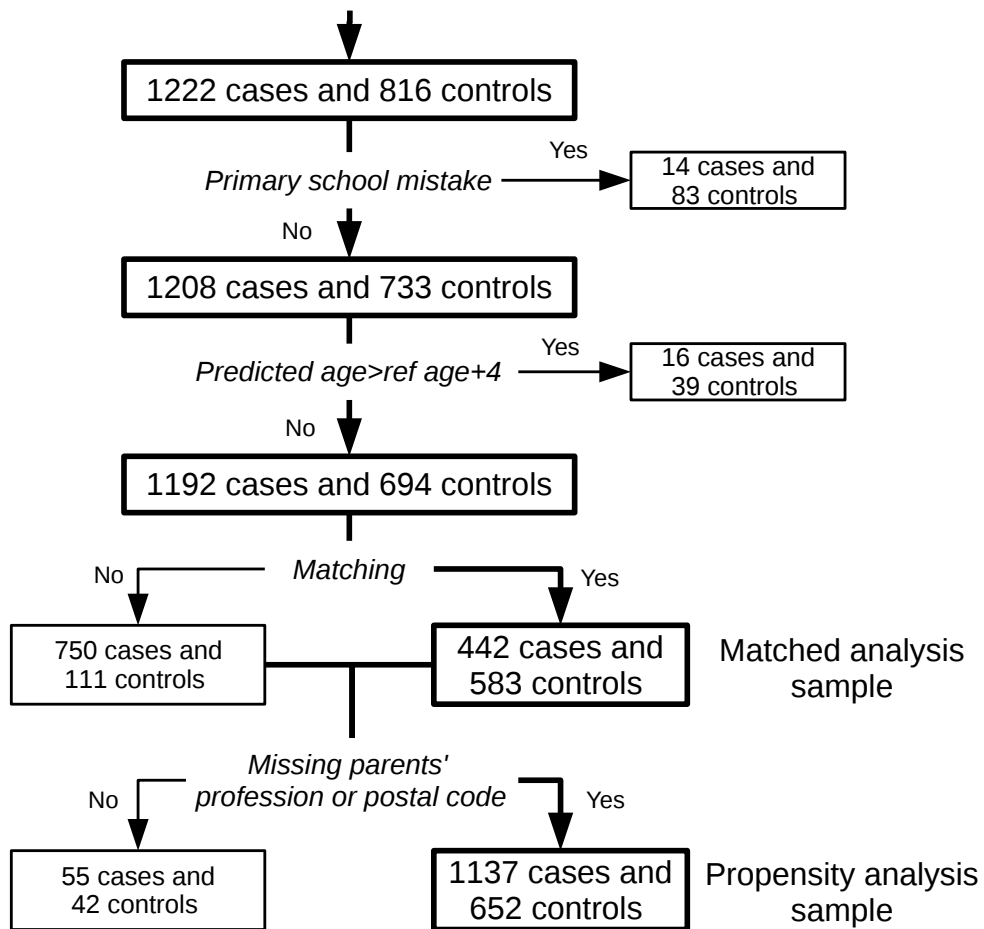 1222 cases and 816 controls
Yes
Primary school mistake
14 cases and
83 controls
No
1208 cases and 733 controls
Yes
Predicted age>ref age+4
16 cases and
39 controls
No
1192 cases and 694 controls
No
Matching
Yes
750 cases and
111 controls
442 cases and
583 controls
Matched analysis
sample
Missing parents'
profession or postal code
No
Yes
55 cases and
42 controls
1137 cases and
652 controls
Propensity analysis
sample